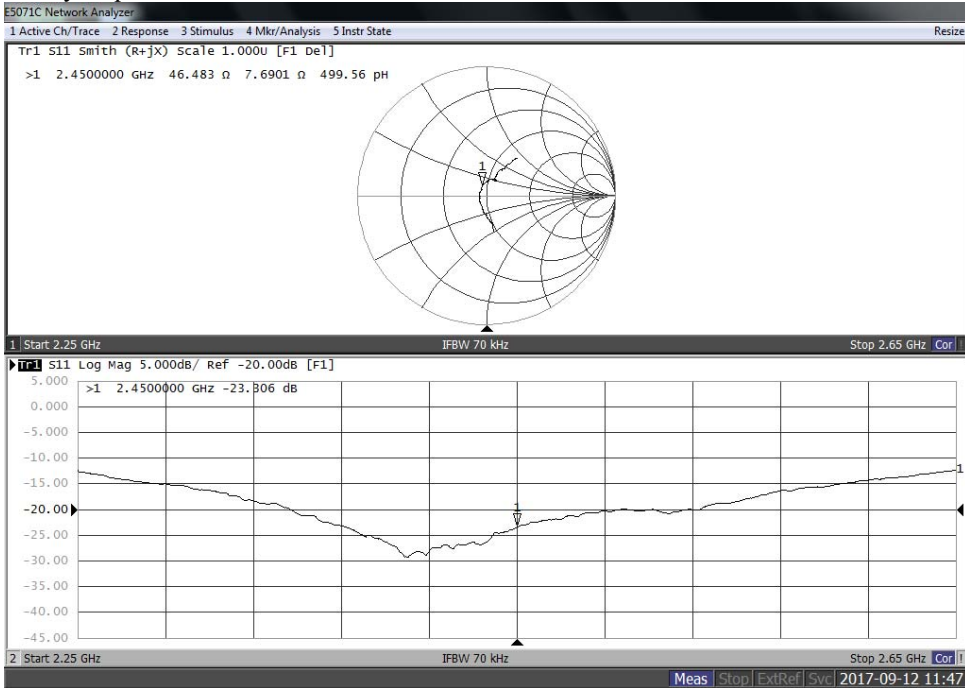 E5071C Network Analyzer
1 Active Ch/Trace 2 Response 3 Stimulus 4 Mkr/Analysis 5 Instr State Resize
Tr1 S11 Smith (R+jX) Scale 1.000U [F1 Del]
>1 2.4500000 GHz 46.483 Ω 7.6901 Ω 499.56 pH
1
1 Start 2.25 GHz IFBW 70 kHz Stop 2.65 GHz Cor !
Tr1 S11 Log Mag 5.000dB/ Ref -20.00dB [F1]
5.000
>1 2.4500000 GHz -23.306 dB
0.000
-5.000
-10.00
1
-15.00
-20.00
1
-25.00
-30.00
-35.00
-40.00
-45.00
2 Start 2.25 GHz IFBW 70 kHz Stop 2.65 GHz Cor !
Meas Stop ExtRef Svc 2017-09-12 11:47